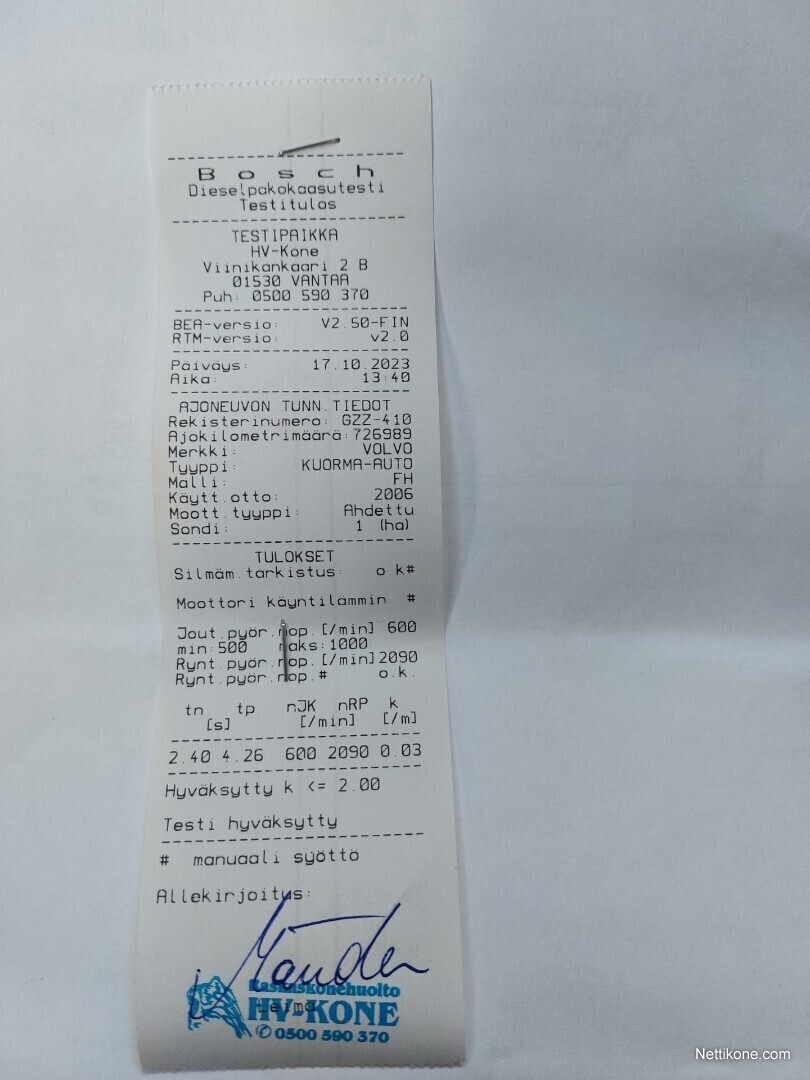 Bosch
Dieselpakokaasutesti
Testitulos
TESTIPAIKKA
HV-Kone
Viinikankaari 2 B
01530 VANTAA
Puh: 0500 590 370
BEA-versio: V2.50-FIN
RTM-versio: v2.0
Päiväys: 17.10.2023
Aika: 13:40
AJONEUVON TUNN.TIEDOT
Rekisterinumero: GZZ-410
Ajokilometrimäärä:726989
Merkki: VOLVO
Tyyppi: KUORMA-AUTO
Malli: FH
Käytt.otto: 2006
Moott.tyyppi: Ahdettu
Sondi: 1 (ha)
TULOKSET
Silmäm.tarkistus: o.k#
Moottori käyntilämmin #
Jout.pyör.nop.[/min] 600
min:500 maks:1000
Rynt.pyör.nop.[/min]2090
Rynt.pyör.nop.# o.k.
tn tp nJK nRP k
[s] [/min] [/m]
2.40 4.26 600 2090 0.03
Hyväksytty k <= 2.00
Testi hyväksytty
# manuaali syöttö
Allekirjoitus:
Raskaskonehuolto
Leima
HV-KONE
✆ 0500 590 370
Nettikone.com